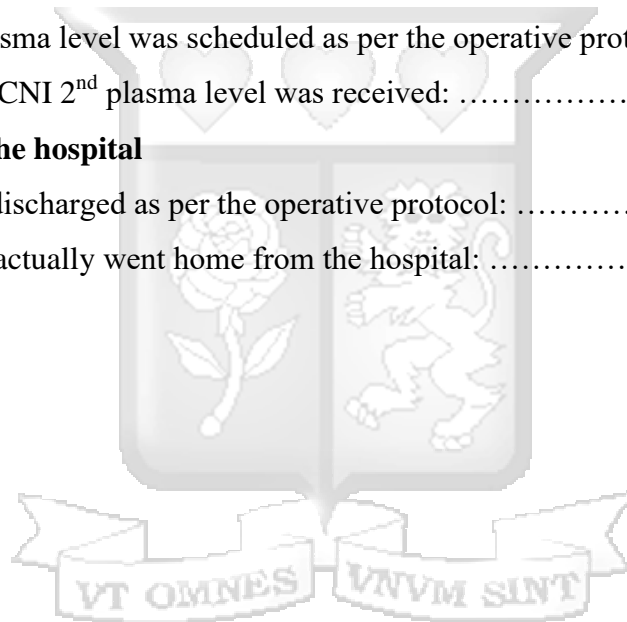 sma level was scheduled as per the operative prot
CNI 2nd plasma level was received: ………………
he hospital
discharged as per the operative protocol: …………
actually went home from the hospital: ……………
VT OMNES VNVM SINT